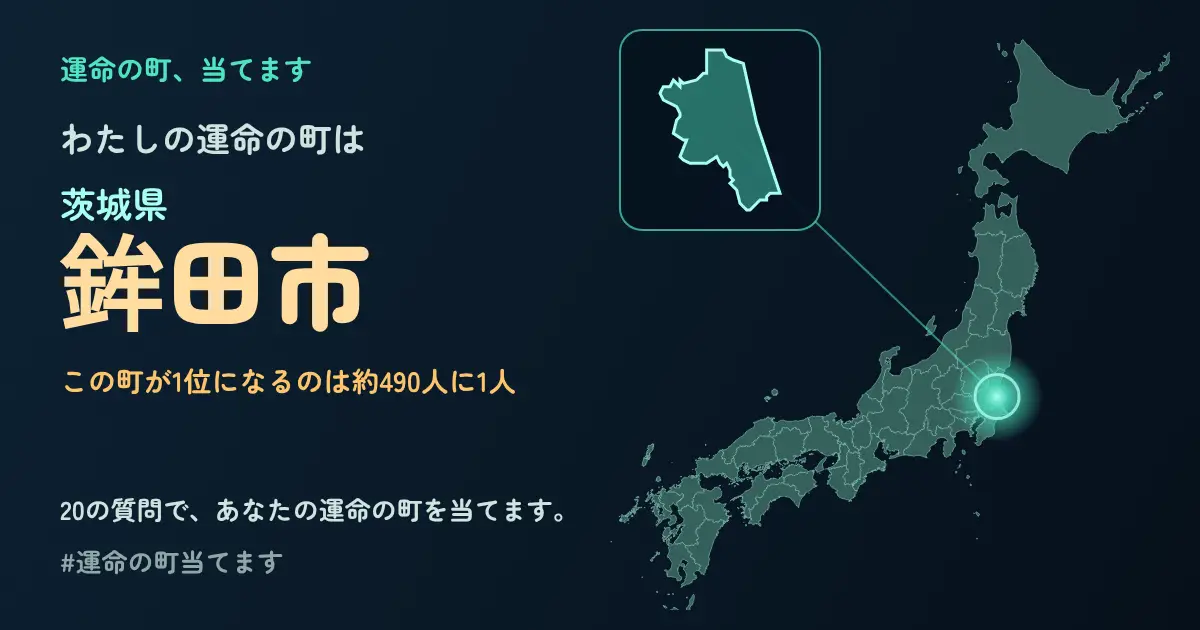 運命の町、当てます
わたしの運命の町は
茨城県
鉾田市
この町が1位になるのは約490人に1人
20の質問で、あなたの運命の町を当てます。
#運命の町当てます